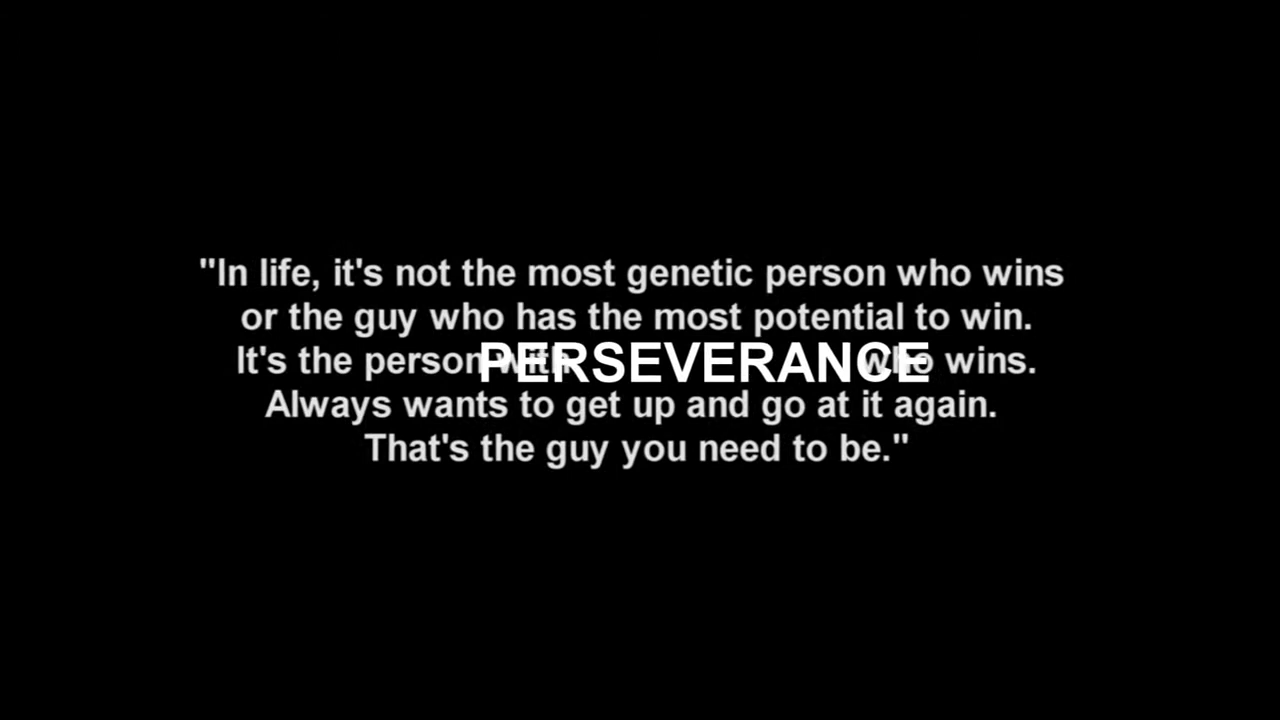 "In life, it's not the most genetic person who wins
or the guy who has the most potential to win.
It's the person with PERSEVERANCE who wins.
Always wants to get up and go at it again.
That's the guy you need to be."